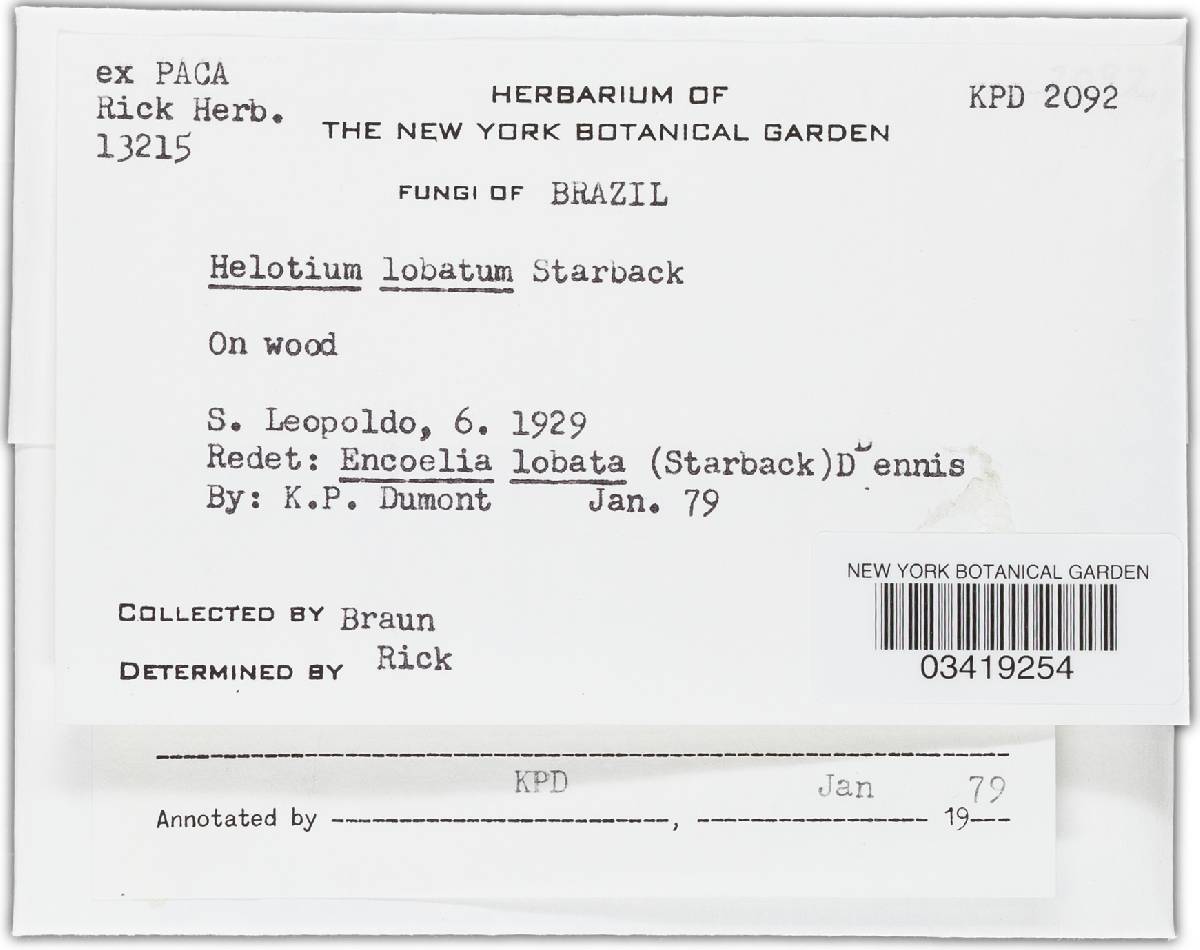 ex PACA
Rick Herb.
13215
HERBARIUM OF
THE NEW YORK BOTANICAL GARDEN
KPD 2092
FUNGI OF BRAZIL
Helotium lobatum Starback
On wood
S. Leopoldo, 6. 1929
Redet: Encoelia lobata (Starback)Dennis
By: K.P. Dumont Jan. 79
COLLECTED BY Braun
DETERMINED BY Rick
NEW YORK BOTANICAL GARDEN
03419254
KPD Jan 79
Annotated by ------------------------, ---------------- 19---